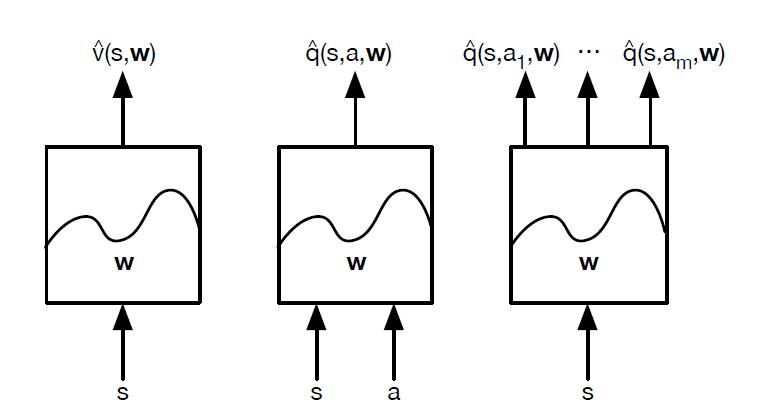 v̂(s,w) q̂(s,a,w) q̂(s,a₁,w) ⋯ q̂(s,aₘ,w)
w w w
s s a s